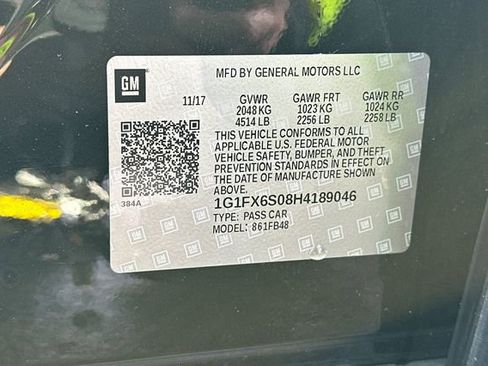 GM
MFD BY GENERAL MOTORS LLC
11/17 GVWR GAWR FRT GAWR RR
2048 KG 1023 KG 1024 KG
4514 LB 2256 LB 2258 LB
THIS VEHICLE CONFORMS TO ALL
APPLICABLE U.S. FEDERAL MOTOR
VEHICLE SAFETY, BUMPER, AND THEFT
PREVENTION STANDARDS IN EFFECT ON
THE DATE OF MANUFACTURE SHOWN
ABOVE.
384A
1G1FX6S08H4189046
TYPE: PASS CAR
MODEL: 861FB48